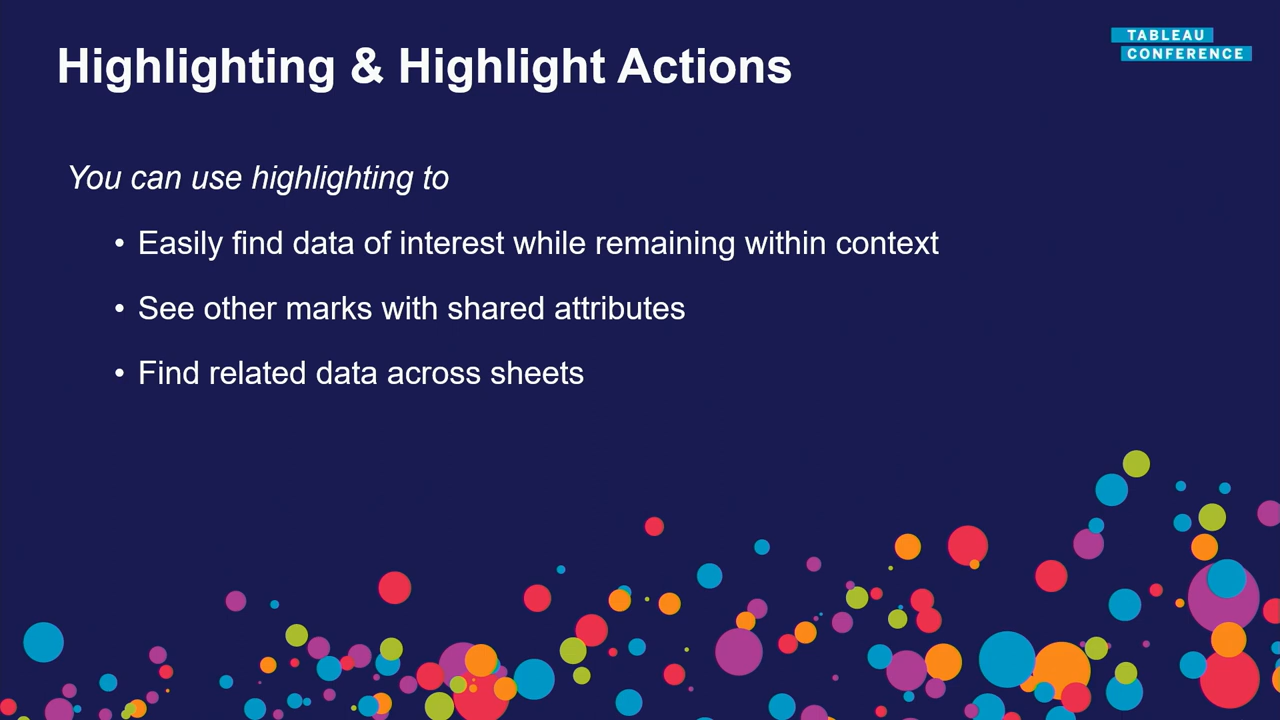 Highlighting & Highlight Actions
TABLEAU
CONFERENCE
You can use highlighting to
• Easily find data of interest while remaining within context
• See other marks with shared attributes
• Find related data across sheets